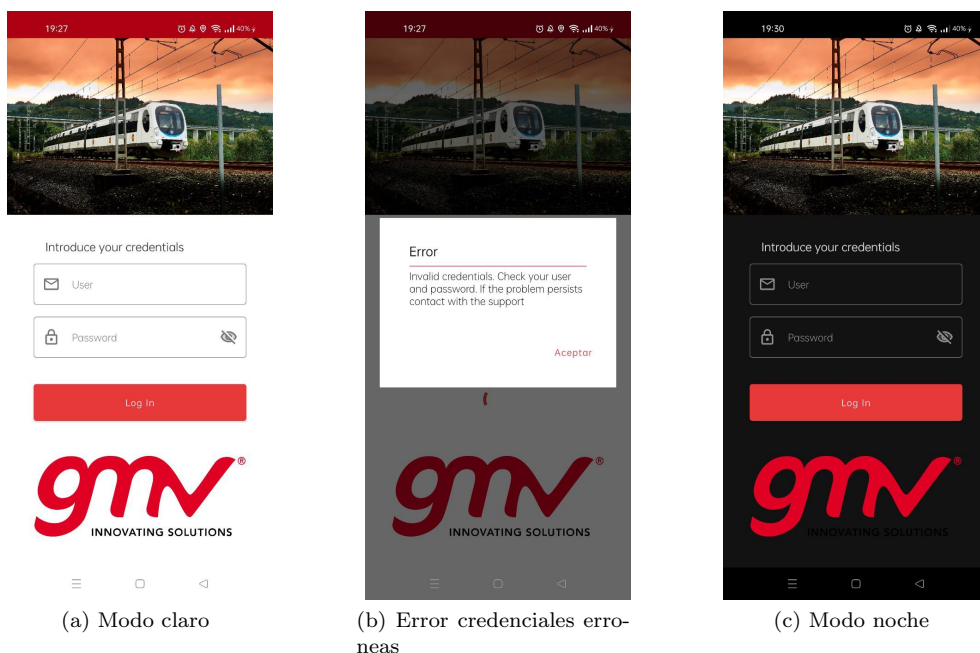 19:27
40%
Introduce your credentials
User
Password
Log In
gmv®
INNOVATING SOLUTIONS
(a) Modo claro
19:27
40%
Error
Invalid credentials. Check your user
and password. If the problem persists
contact with the support
Aceptar
gmv®
INNOVATING SOLUTIONS
(b) Error credenciales erro-
neas
19:30
40%
Introduce your credentials
User
Password
Log In
gmv®
INNOVATING SOLUTIONS
(c) Modo noche